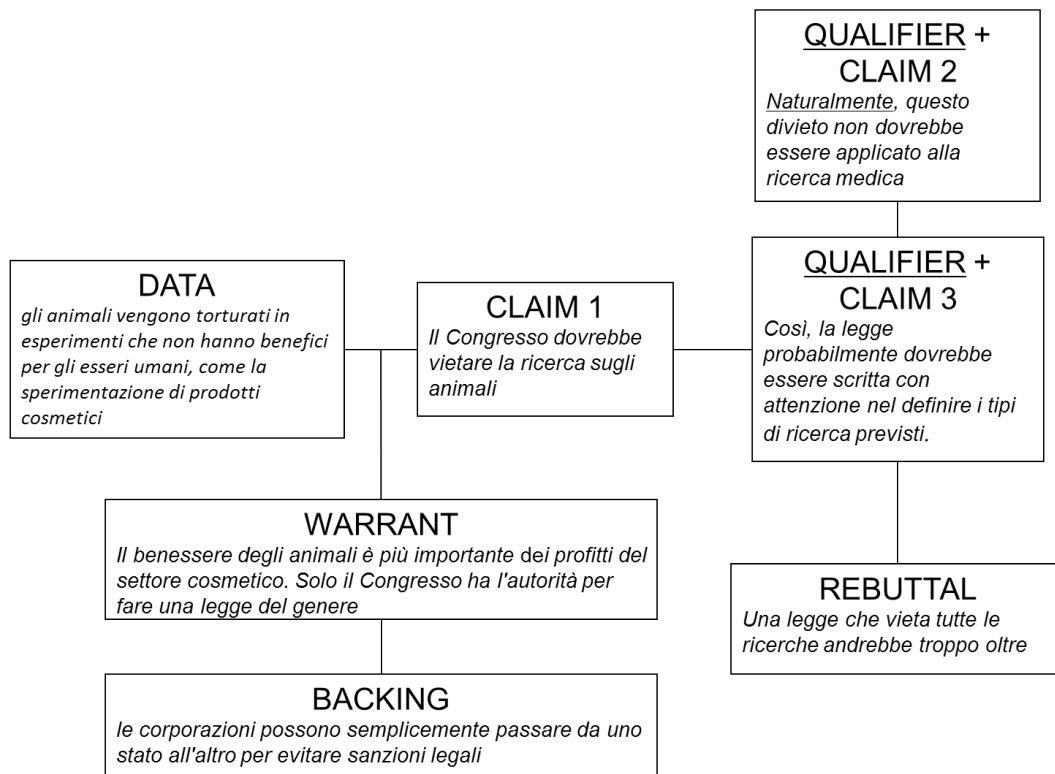 QUALIFIER +
CLAIM 2
Naturalmente, questo
divieto non dovrebbe
essere applicato alla
ricerca medica
DATA
gli animali vengono torturati in
esperimenti che non hanno benefici
per gli esseri umani, come la
sperimentazione di prodotti
cosmetici
CLAIM 1
Il Congresso dovrebbe
vietare la ricerca sugli
animali
QUALIFIER +
CLAIM 3
Così, la legge
probabilmente dovrebbe
essere scritta con
attenzione nel definire i tipi
di ricerca previsti.
WARRANT
Il benessere degli animali è più importante dei profitti del
settore cosmetico. Solo il Congresso ha l'autorità per
fare una legge del genere
REBUTTAL
Una legge che vieta tutte le
ricerche andrebbe troppo oltre
BACKING
le corporazioni possono semplicemente passare da uno
stato all'altro per evitare sanzioni legali